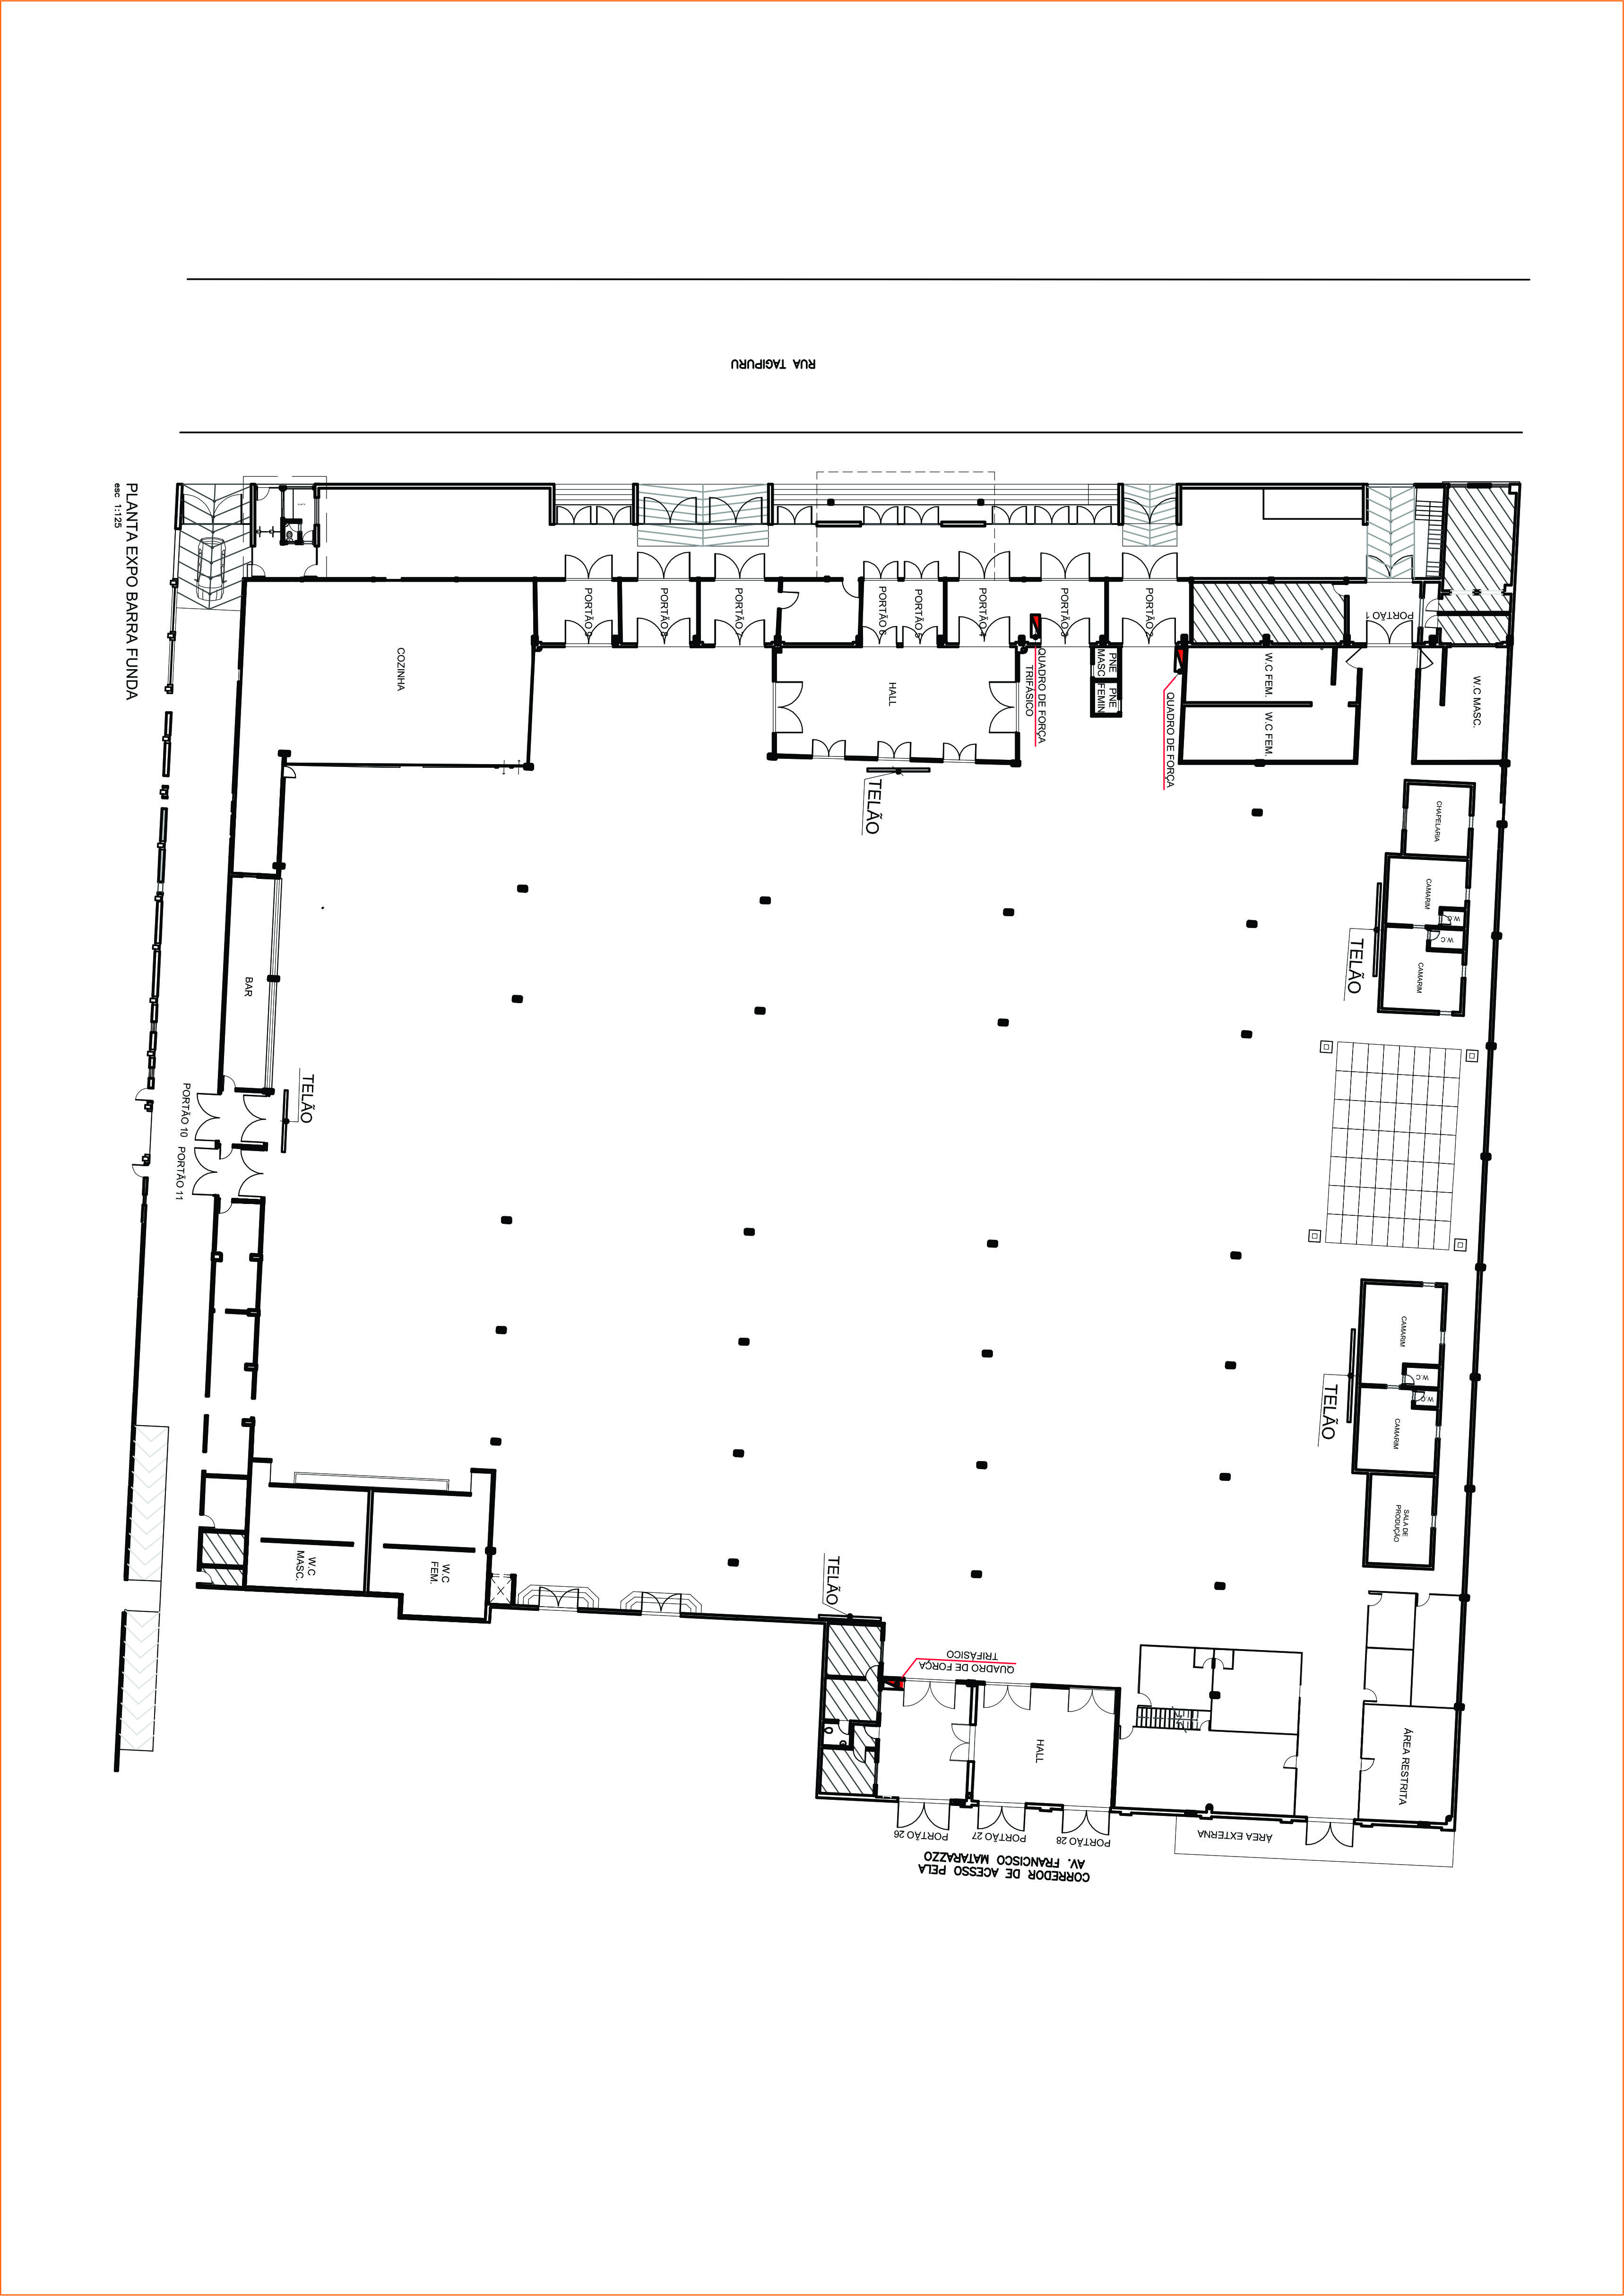 RUA TAGIPURU
PLANTA EXPO BARRA FUNDA
esc 1:125
PORTÃO 9
PORTÃO 8
PORTÃO 7
PORTÃO 6
PORTÃO 5
PORTÃO 4
PORTÃO 3
PORTÃO 2
PORTÃO 1
COZINHA
HALL
QUADRO DE FORÇA
TRIFÁSICO
PNE
MASC
PNE
FEMIN
QUADRO DE FORÇA
W.C FEM.
W.C FEM.
W.C MASC.
TELÃO
CHAPELARIA
CAMARIM
W.C
W.C
CAMARIM
TELÃO
BAR
TELÃO
PORTÃO 10
PORTÃO 11
CAMARIM
W.C
W.C
CAMARIM
TELÃO
SALA DE
PRODUÇÃO
W.C
MASC.
W.C
FEM.
TELÃO
QUADRO DE FORÇA
TRIFÁSICO
HALL
ÁREA RESTRITA
PORTÃO 26
PORTÃO 27
PORTÃO 28
ÁREA EXTERNA
CORREDOR DE ACESSO PELA
AV. FRANCISCO MATARAZZO